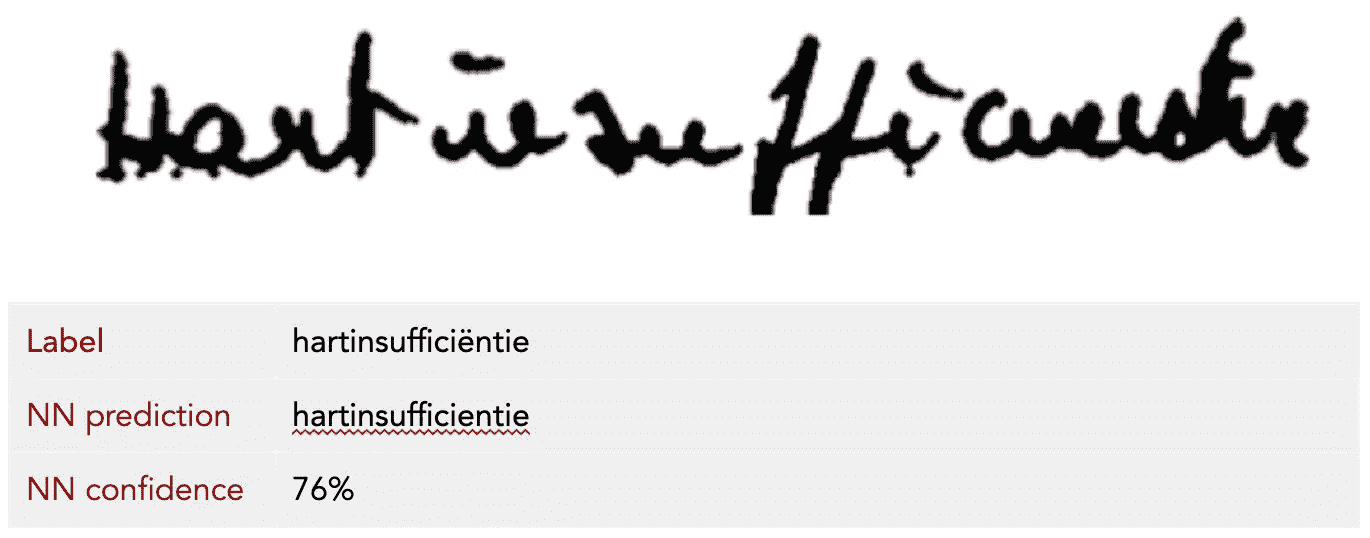 Hartinsufficientie
Label hartinsufficiëntie
NN prediction hartinsufficientie
NN confidence 76%